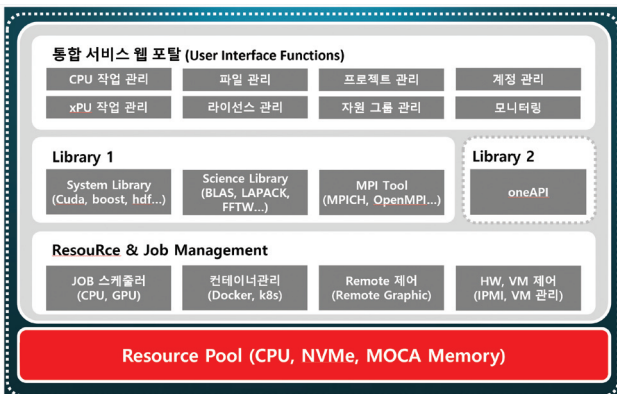 통합 서비스 웹 포탈 (User Interface Functions)
CPU 작업 관리
파일 관리
프로젝트 관리
계정 관리
xPU 작업 관리
라이선스 관리
자원 그룹 관리
모니터링
Library 1
System Library
(Cuda, boost, hdf...)
Science Library
(BLAS, LAPACK,
FFTW...)
MPI Tool
(MPICH, OpenMPI...)
Library 2
oneAPI
ResouRce & Job Management
JOB 스케줄러
(CPU, GPU)
컨테이너관리
(Docker, k8s)
Remote 제어
(Remote Graphic)
HW, VM 제어
(IPMI, VM 관리)
Resource Pool (CPU, NVMe, MOCA Memory)